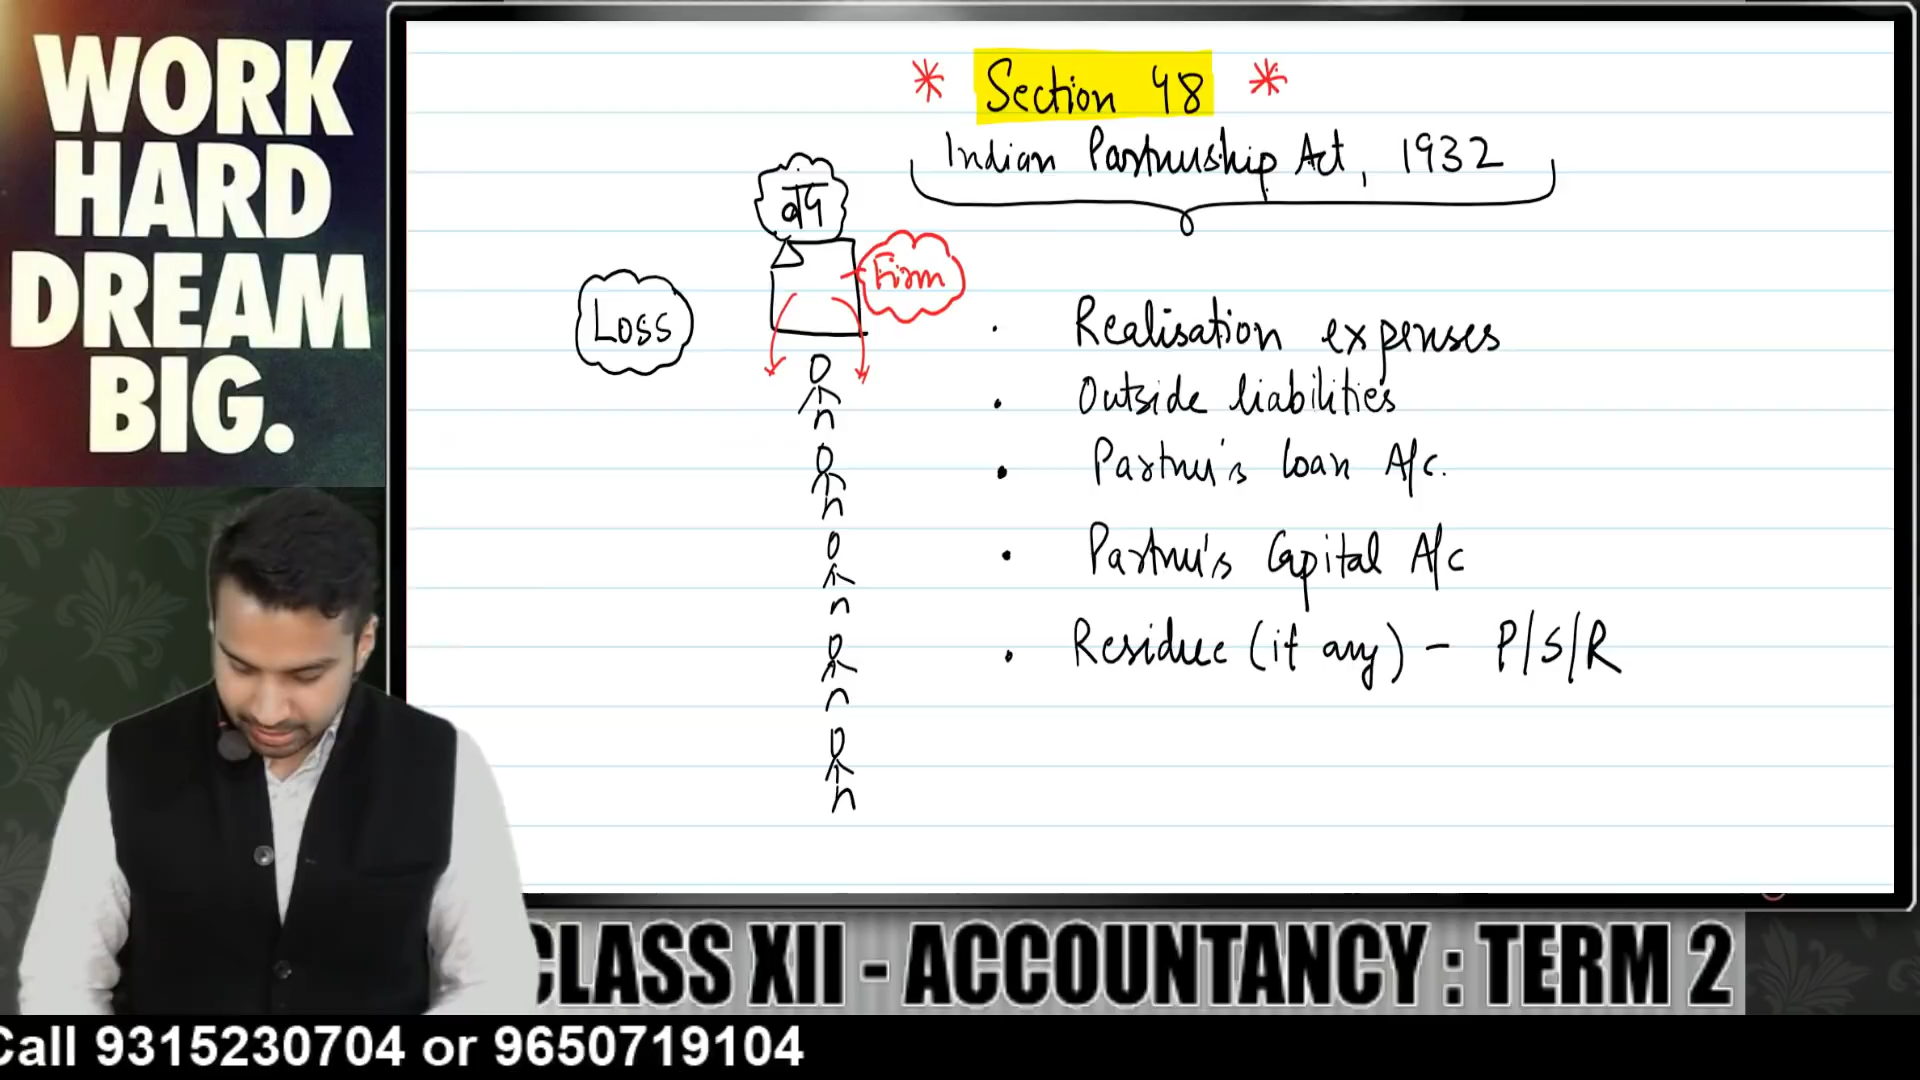 WORK
HARD
DREAM
BIG.
* Section 48 *
Indian Partnership Act, 1932
Firm
Loss
• Realisation expenses
• Outside liabilities
• Partner's loan A/c.
• Partner's Capital A/c
• Residue (if any) - P/S/R
CLASS XII - ACCOUNTANCY : TERM 2
Call 9315230704 or 9650719104